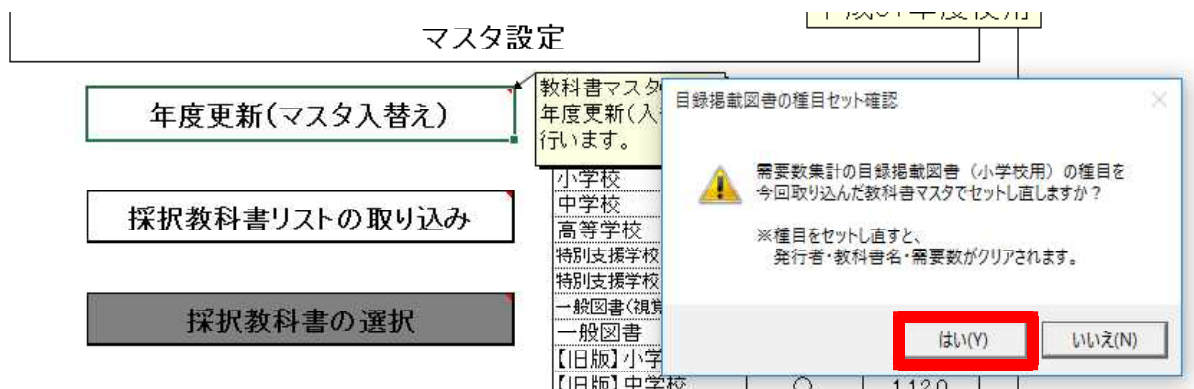 マスタ設定
年度更新(マスタ入替え)
教科書マスタ
年度更新(入
行います。
採択教科書リストの取り込み
採択教科書の選択
小学校
中学校
高等学校
特別支援学校
特別支援学校
一般図書(視覚
一般図書
【旧版】小学
【旧版】中学校 ○ 1120
目録掲載図書の種目セット確認
需要数集計の目録掲載図書（小学校用）の種目を
今回取り込んだ教科書マスタでセットし直しますか？
※種目をセットし直すと、
発行者・教科書名・需要数がクリアされます。
はい(Y)
いいえ(N)